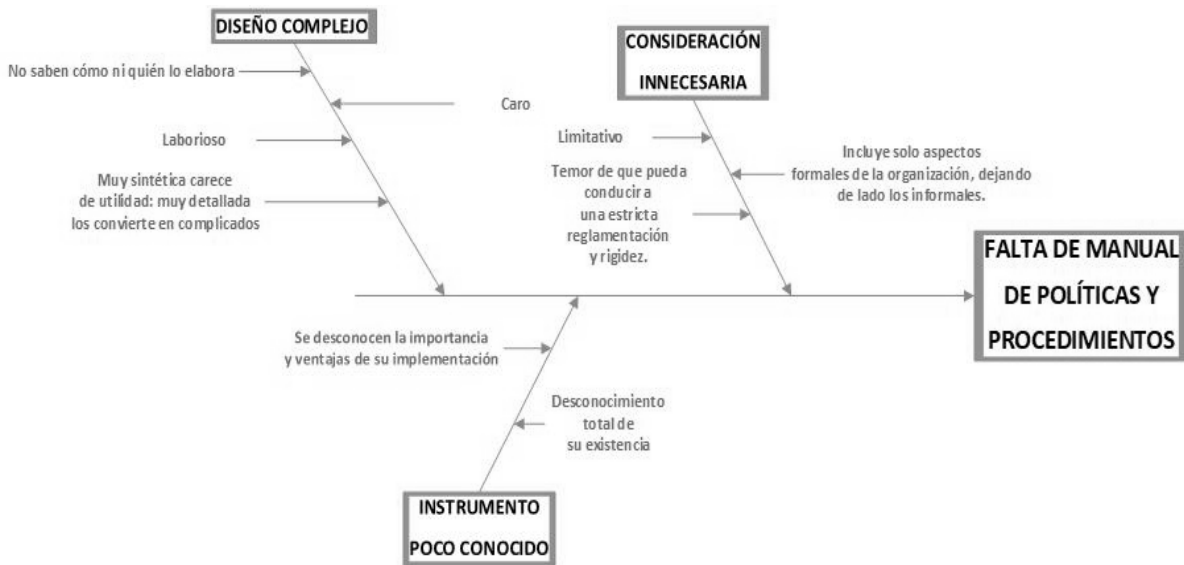 DISEÑO COMPLEJO
No saben cómo ni quién lo elabora
Caro
Laborioso
Muy sintética carece
de utilidad: muy detallada
los convierte en complicados
CONSIDERACIÓN
INNECESARIA
Limitativo
Incluye solo aspectos
formales de la organización, dejando
de lado los informales.
Temor de que pueda
conducir a
una estricta
reglamentación
y rigidez.
FALTA DE MANUAL
DE POLÍTICAS Y
PROCEDIMIENTOS
Se desconocen la importancia
y ventajas de su implementación
Desconocimiento
total de
su existencia
INSTRUMENTO
POCO CONOCIDO